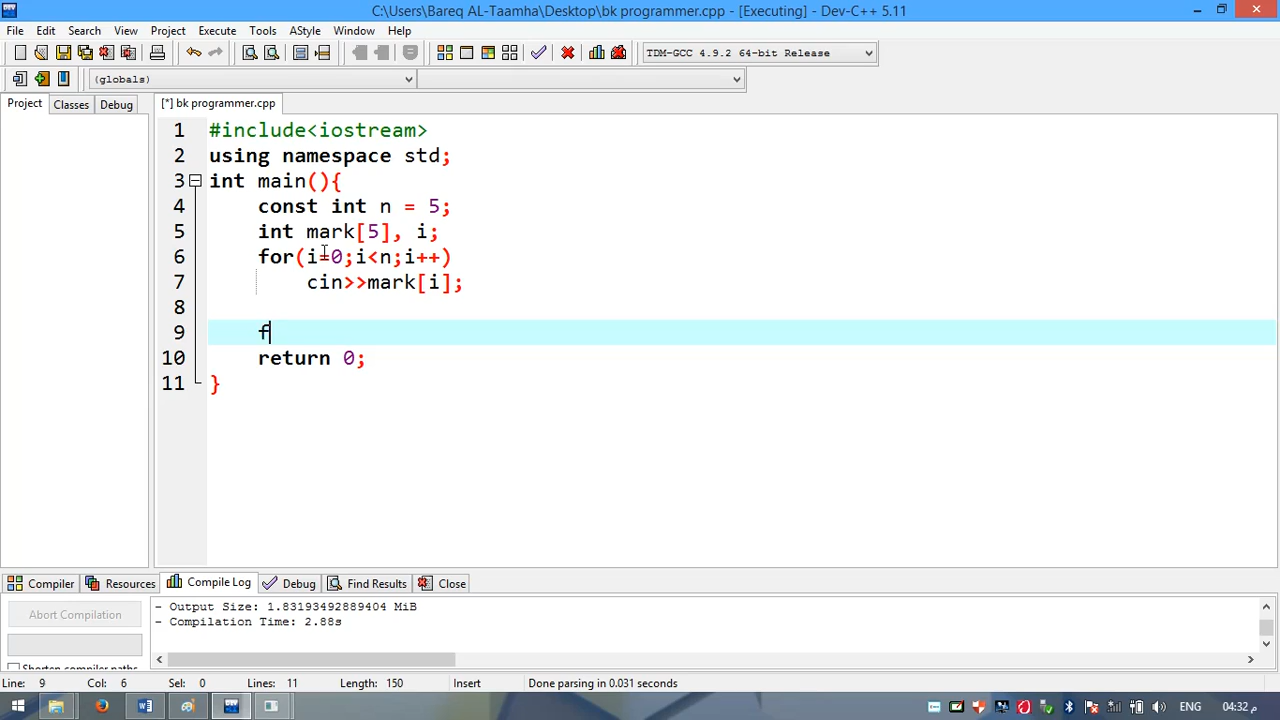 C:\Users\Bareq AL-Taamha\Desktop\bk programmer.cpp - [Executing] - Dev-C++ 5.11
File Edit Search View Project Execute Tools AStyle Window Help
TDM-GCC 4.9.2 64-bit Release
(globals)
Project Classes Debug [*] bk programmer.cpp
1 #include<iostream>
2 using namespace std;
3 int main(){
4 const int n = 5;
5 int mark[5], i;
6 for(i=0;i<n;i++)
7 cin>>mark[i];
8
9 f
10 return 0;
11 }
Compiler Resources Compile Log Debug Find Results Close
Abort Compilation
- Output Size: 1.83193492889404 MiB
- Compilation Time: 2.88s
Shorten compiler paths
Line: 9 Col: 6 Sel: 0 Lines: 11 Length: 150 Insert Done parsing in 0.031 seconds
ENG 04:32 م